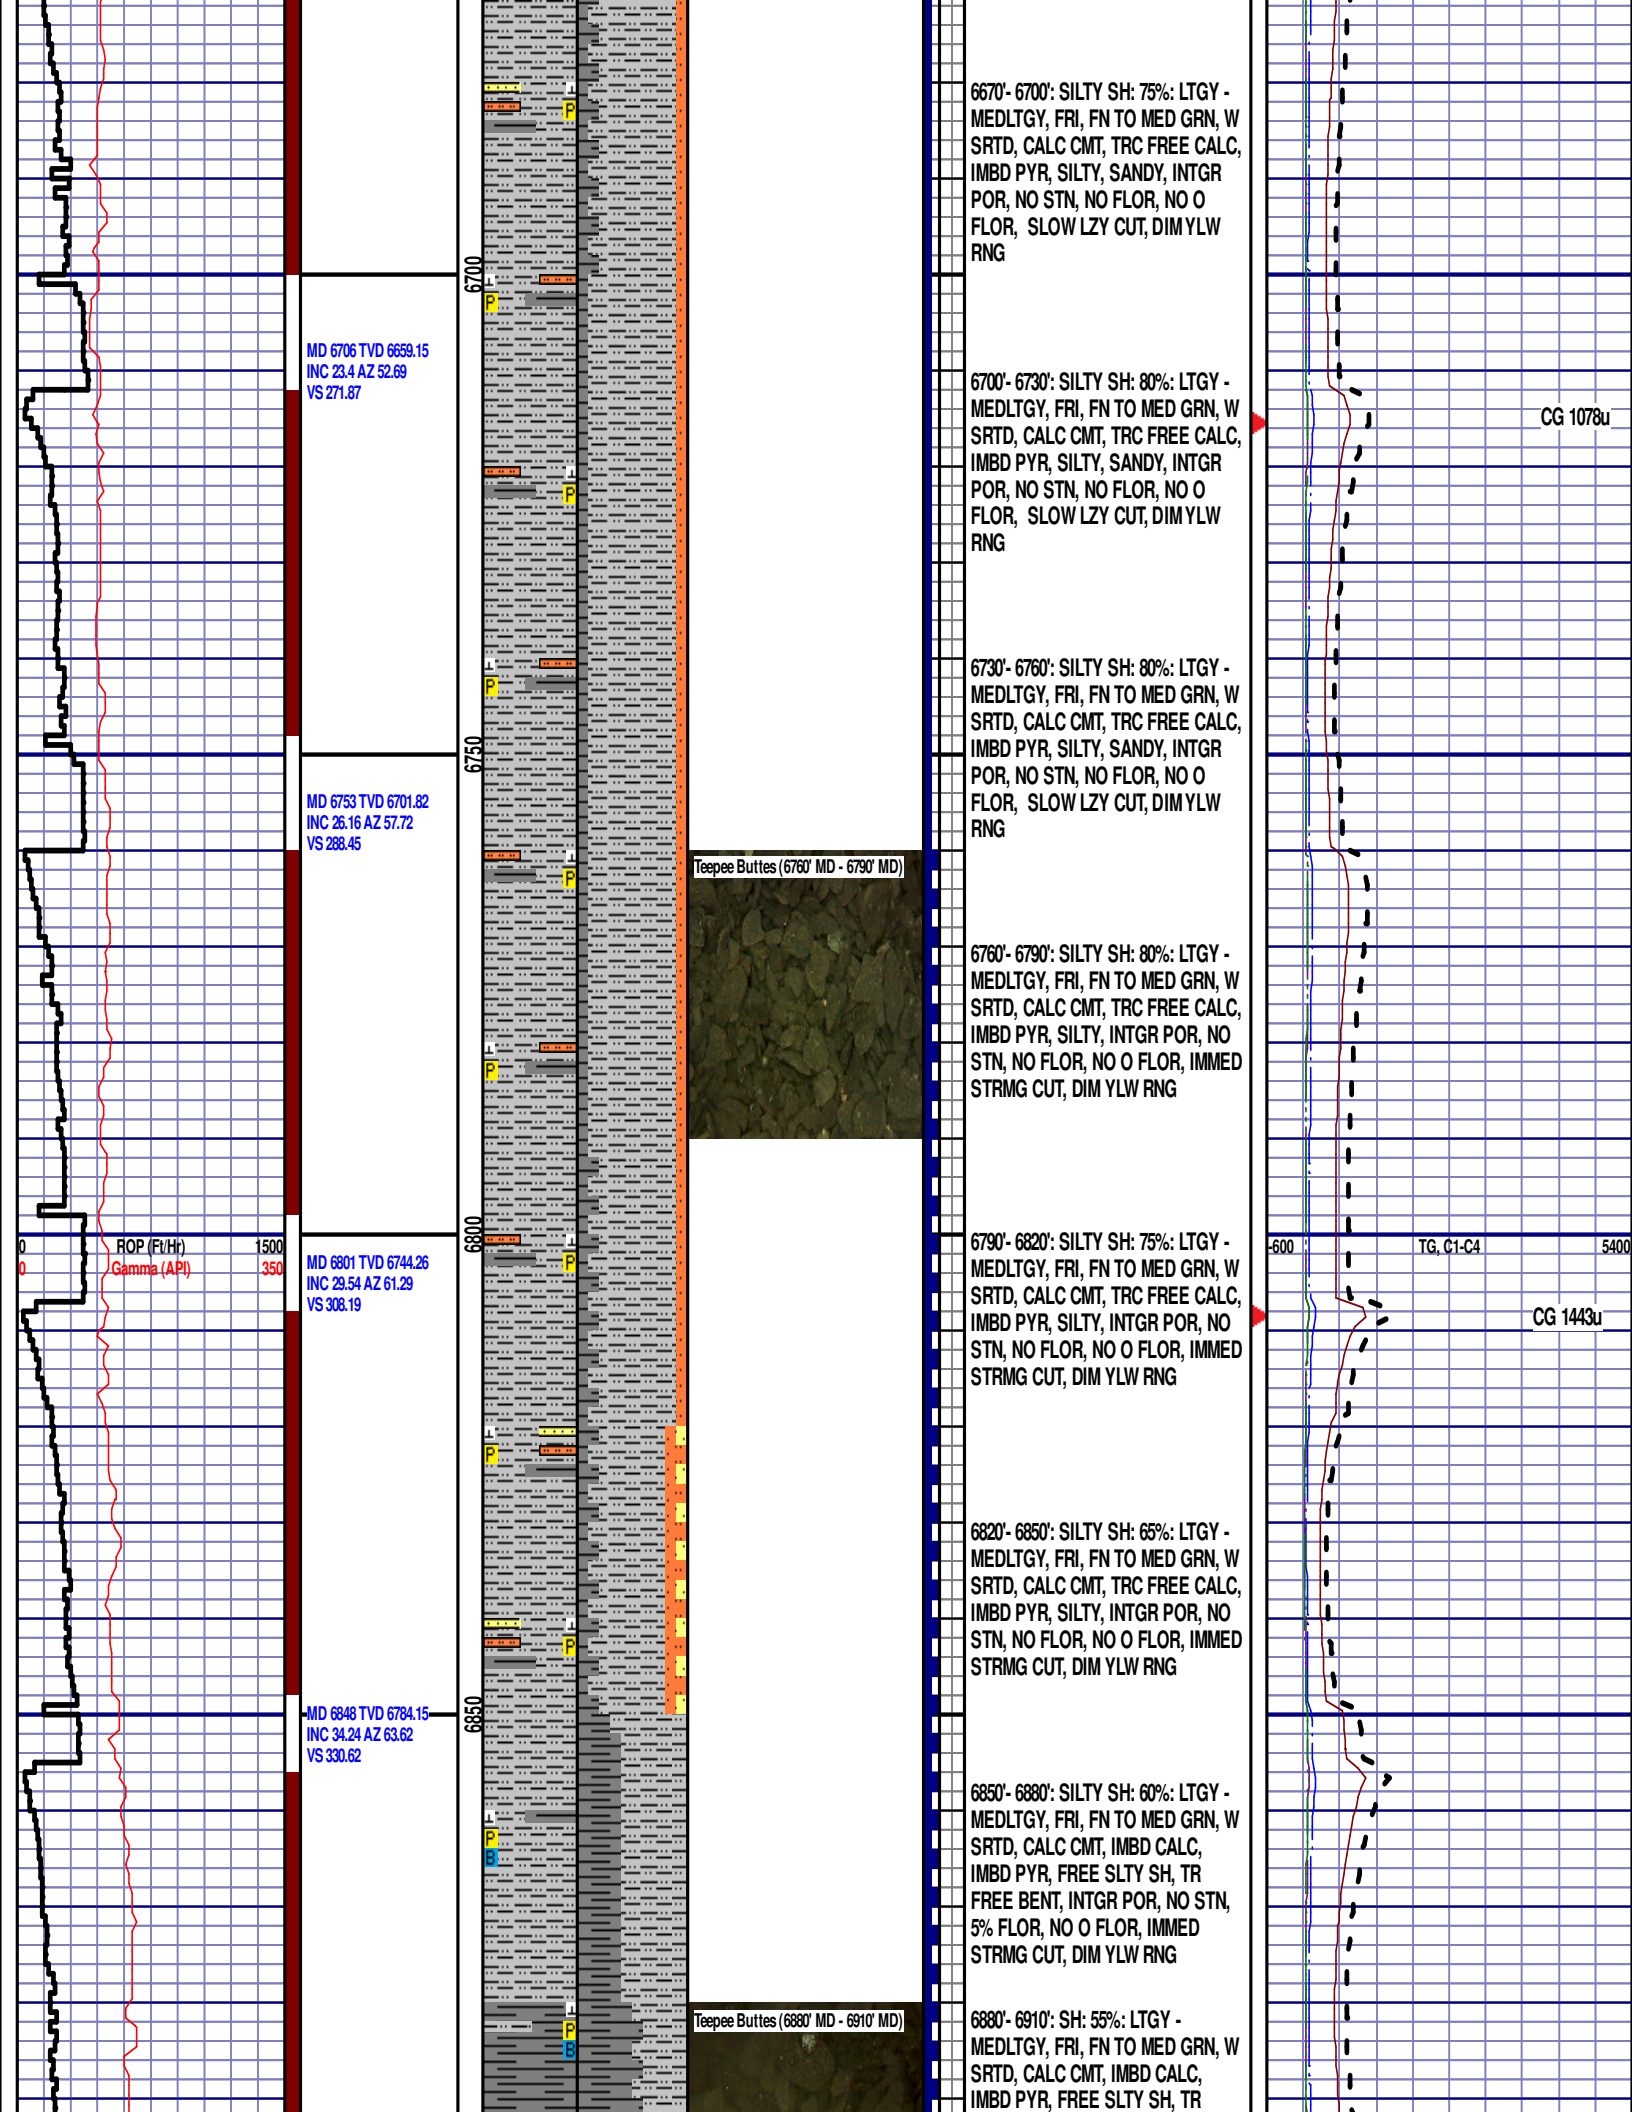 6670'- 6700': SILTY SH: 75%: LTGY -
MEDLTGY, FRI, FN TO MED GRN, W
SRTD, CALC CMT, TRC FREE CALC,
IMBD PYR, SILTY, SANDY, INTGR
POR, NO STN, NO FLOR, NO O
FLOR, SLOW LZY CUT, DIM YLW
RNG
P
6700
P
MD 6706 TVD 6659.15
INC 23.4 AZ 52.69
VS 271.87
6700'- 6730': SILTY SH: 80%: LTGY -
MEDLTGY, FRI, FN TO MED GRN, W
SRTD, CALC CMT, TRC FREE CALC,
IMBD PYR, SILTY, SANDY, INTGR
POR, NO STN, NO FLOR, NO O
FLOR, SLOW LZY CUT, DIM YLW
RNG
CG 1078u
P
P
6730'- 6760': SILTY SH: 80%: LTGY -
MEDLTGY, FRI, FN TO MED GRN, W
SRTD, CALC CMT, TRC FREE CALC,
IMBD PYR, SILTY, SANDY, INTGR
POR, NO STN, NO FLOR, NO O
FLOR, SLOW LZY CUT, DIM YLW
RNG
6750
MD 6753 TVD 6701.82
INC 26.16 AZ 57.72
VS 288.45
P
Teepee Buttes (6760' MD - 6790' MD)
6760'- 6790': SILTY SH: 80%: LTGY -
MEDLTGY, FRI, FN TO MED GRN, W
SRTD, CALC CMT, TRC FREE CALC,
IMBD PYR, SILTY, INTGR POR, NO
STN, NO FLOR, NO O FLOR, IMMED
STRMG CUT, DIM YLW RNG
P
6800
0 ROP (Ft/Hr) 1500
0 Gamma (API) 350
MD 6801 TVD 6744.26
INC 29.54 AZ 61.29
VS 308.19
P
6790'- 6820': SILTY SH: 75%: LTGY -
MEDLTGY, FRI, FN TO MED GRN, W
SRTD, CALC CMT, TRC FREE CALC,
IMBD PYR, SILTY, INTGR POR, NO
STN, NO FLOR, NO O FLOR, IMMED
STRMG CUT, DIM YLW RNG
-600 TG, C1-C4 5400
CG 1443u
P
6820'- 6850': SILTY SH: 65%: LTGY -
MEDLTGY, FRI, FN TO MED GRN, W
SRTD, CALC CMT, TRC FREE CALC,
IMBD PYR, SILTY, INTGR POR, NO
STN, NO FLOR, NO O FLOR, IMMED
STRMG CUT, DIM YLW RNG
P
6850
MD 6848 TVD 6784.15
INC 34.24 AZ 63.62
VS 330.62
P
B
6850'- 6880': SILTY SH: 60%: LTGY -
MEDLTGY, FRI, FN TO MED GRN, W
SRTD, CALC CMT, IMBD CALC,
IMBD PYR, FREE SLTY SH, TR
FREE BENT, INTGR POR, NO STN,
5% FLOR, NO O FLOR, IMMED
STRMG CUT, DIM YLW RNG
P
B
Teepee Buttes (6880' MD - 6910' MD)
6880'- 6910': SH: 55%: LTGY -
MEDLTGY, FRI, FN TO MED GRN, W
SRTD, CALC CMT, IMBD CALC,
IMBD PYR, FREE SLTY SH, TR